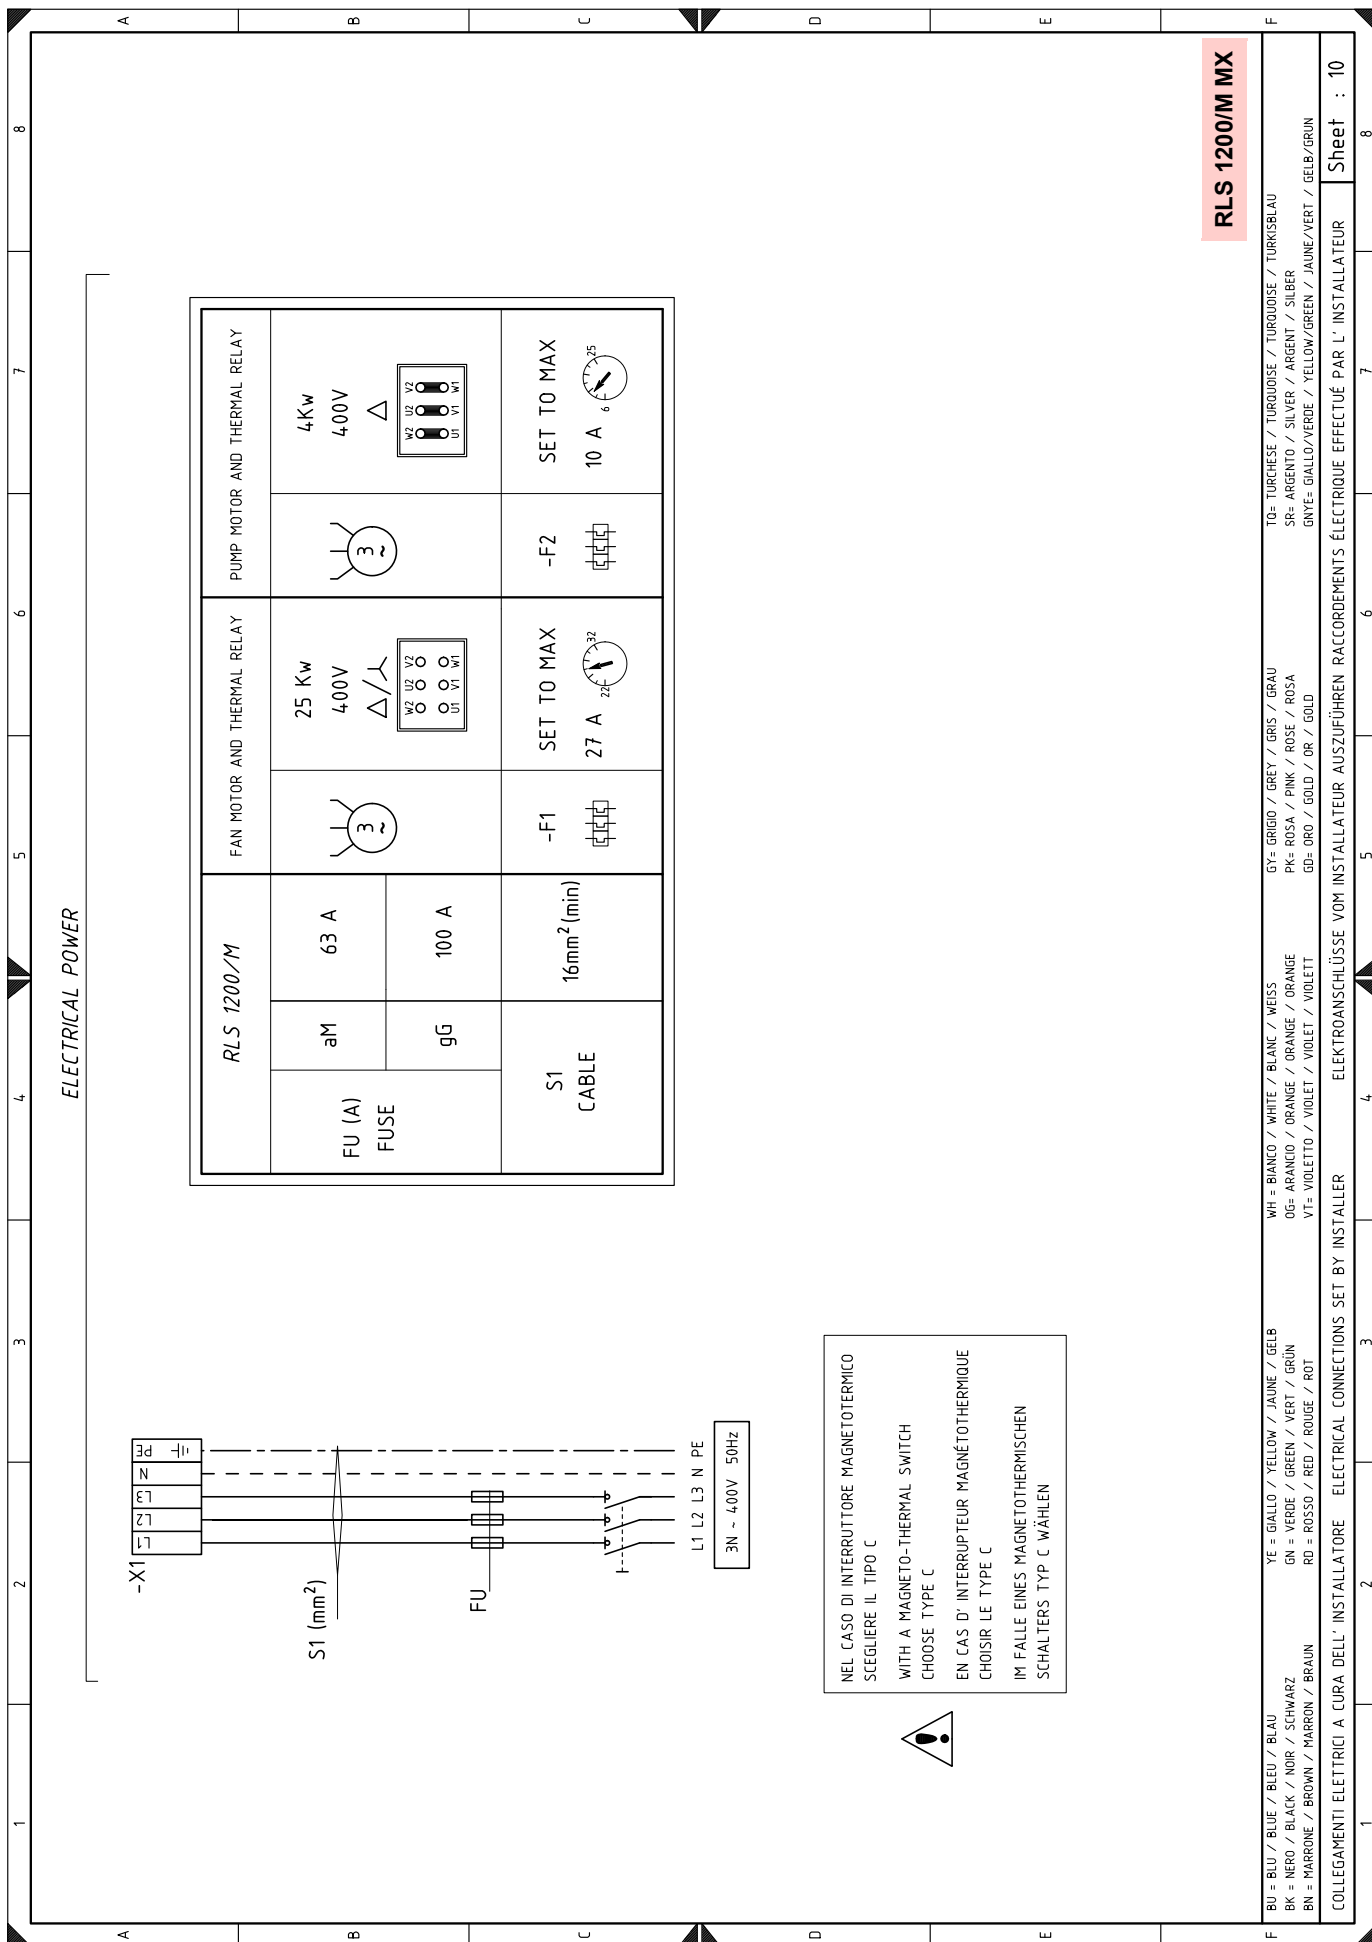 1 2 3 4 5 6 7 8
A
B
C
D
E
F
ELECTRICAL POWER
-X1
L1 L2 L3 N PE
S1 (mm²)
FU
L1 L2 L3 N PE
3N ~ 400V 50Hz
RLS 1200/M
FAN MOTOR AND THERMAL RELAY
PUMP MOTOR AND THERMAL RELAY
FU (A)
FUSE
aM
63 A
gG
100 A
3
~
25 Kw
400V
W2 U2 V2
U1 V1 W1
3
~
4Kw
400V
W2 U2 V2
U1 V1 W1
S1
CABLE
16mm²(min)
-F1
SET TO MAX
27 A
22 32
-F2
SET TO MAX
10 A
6 25
NEL CASO DI INTERRUTTORE MAGNETOTERMICO
SCEGLIERE IL TIPO C
WITH A MAGNETO-THERMAL SWITCH
CHOOSE TYPE C
EN CAS D' INTERRUPTEUR MAGNÉTOTHERMIQUE
CHOISIR LE TYPE C
IM FALLE EINES MAGNETOTHERMISCHEN
SCHALTERS TYP C WÄHLEN
RLS 1200/M MX
BU = BLU / BLUE / BLEU / BLAU
BK = NERO / BLACK / NOIR / SCHWARZ
BN = MARRONE / BROWN / MARRON / BRAUN
YE = GIALLO / YELLOW / JAUNE / GELB
GN = VERDE / GREEN / VERT / GRÜN
RD = ROSSO / RED / ROUGE / ROT
WH = BIANCO / WHITE / BLANC / WEISS
OG= ARANCIO / ORANGE / ORANGE / ORANGE
VT= VIOLETTO / VIOLET / VIOLET / VIOLETT
GY= GRIGIO / GREY / GRIS / GRAU
PK= ROSA / PINK / ROSE / ROSA
GD= ORO / GOLD / OR / GOLD
TQ= TURCHESE / TURQUOISE / TURQUOISE / TURKISBLAU
SR= ARGENTO / SILVER / ARGENT / SILBER
GNYE= GIALLO/VERDE / YELLOW/GREEN / JAUNE/VERT / GELB/GRUN
COLLEGAMENTI ELETTRICI A CURA DELL' INSTALLATORE ELECTRICAL CONNECTIONS SET BY INSTALLER ELEKTROANSCHLÜSSE VOM INSTALLATEUR AUSZUFÜHREN RACCORDEMENTS ÉLECTRIQUE EFFECTUÉ PAR L' INSTALLATEUR
Sheet : 10
1 2 3 4 5 6 7 8
A
B
C
D
E
F